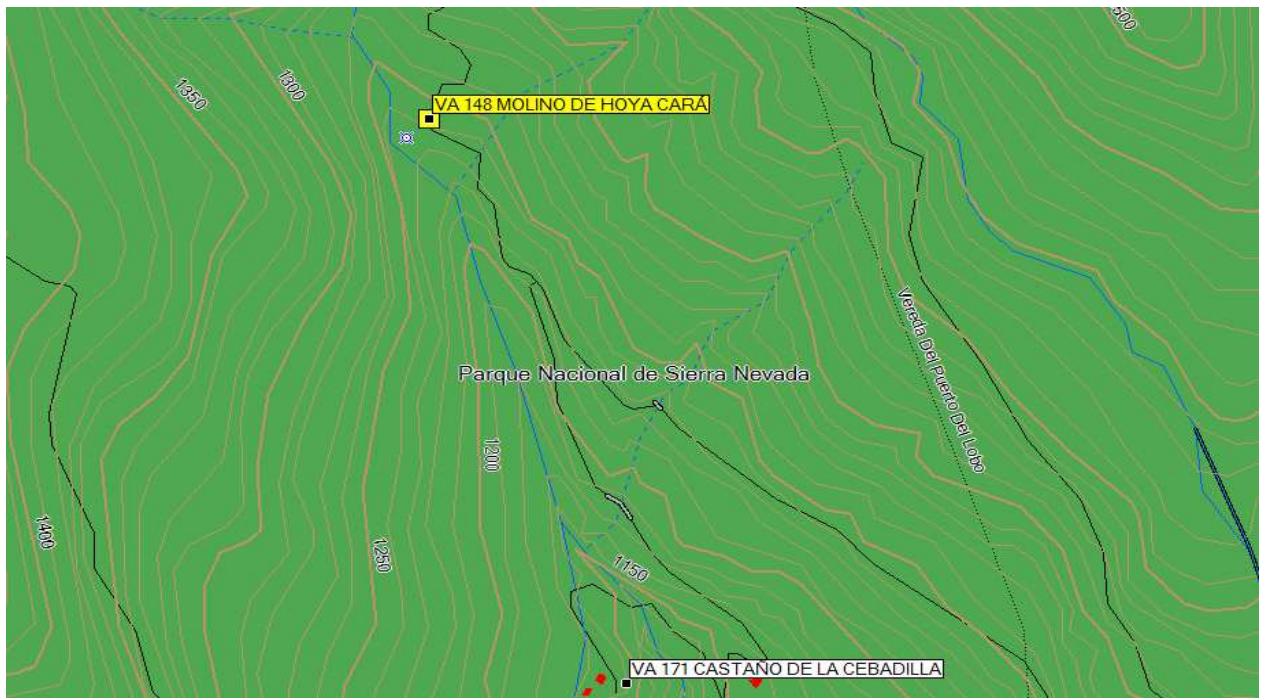 500
1350
1300
VA 148 MOLINO DE HOYA CARÁ
Vereda Del Puerto Del Lobo
Parque Nacional de Sierra Nevada
1200
1400
1250
1150
VA 171 CASTAÑO DE LA CEBADILLA